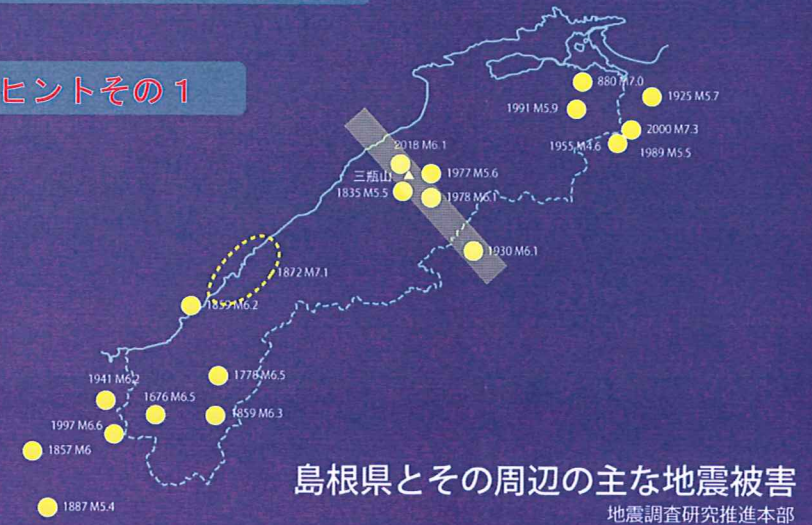 ヒントその1
880 M7.0
1925 M5.7
1991 M5.9
2000 M7.3
1955 M4.6
1989 M5.5
2018 M6.1
三瓶山
1977 M5.6
1835 M5.5
1978 M6.1
1930 M6.1
1872 M7.1
1859 M6.2
1778 M6.5
1941 M6.2
1676 M6.5
1859 M6.3
1997 M6.6
1857 M6
1887 M5.4
島根県とその周辺の主な地震被害
地震調査研究推進本部